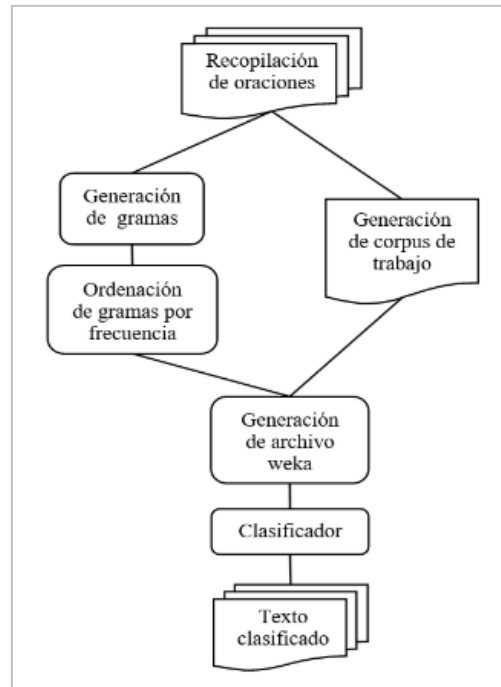 Recopilación
de oraciones
Generación
de gramas
Generación
de corpus de
trabajo
Ordenación
de gramas por
frecuencia
Generación
de archivo
weka
Clasificador
Texto
clasificado